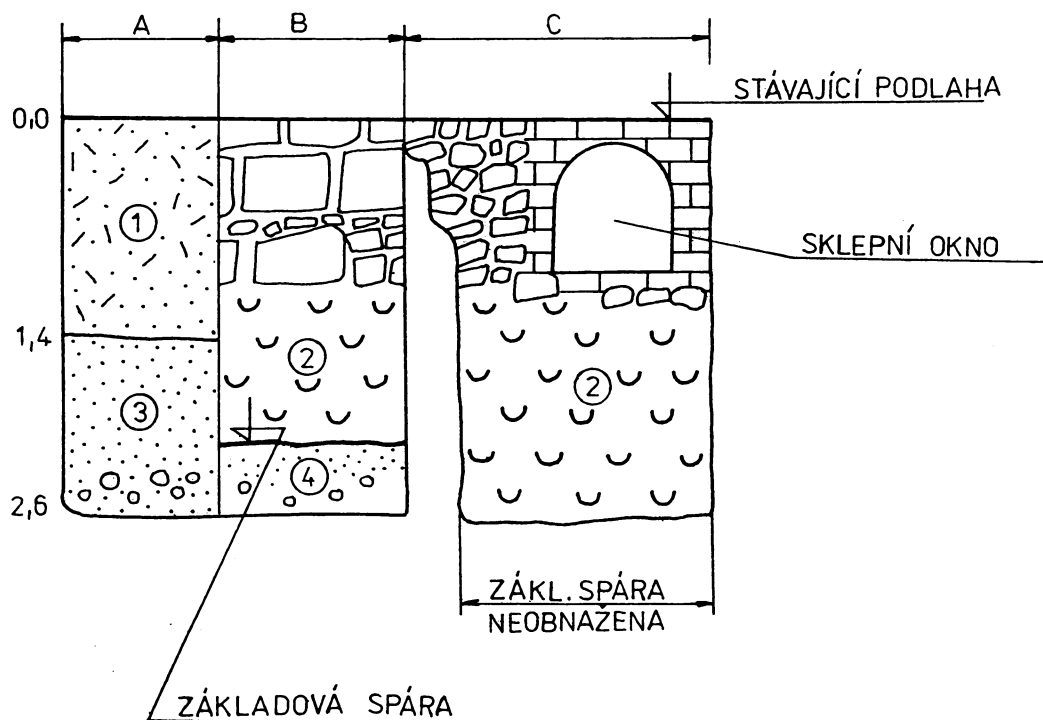 A B C
STÁVAJÍCÍ PODLAHA
0,0
1
SKLEPNÍ OKNO
1,4
2
2
3
4
2,6
ZÁKL. SPÁRA
NEOBNAŽENA
ZÁKLADOVÁ SPÁRA